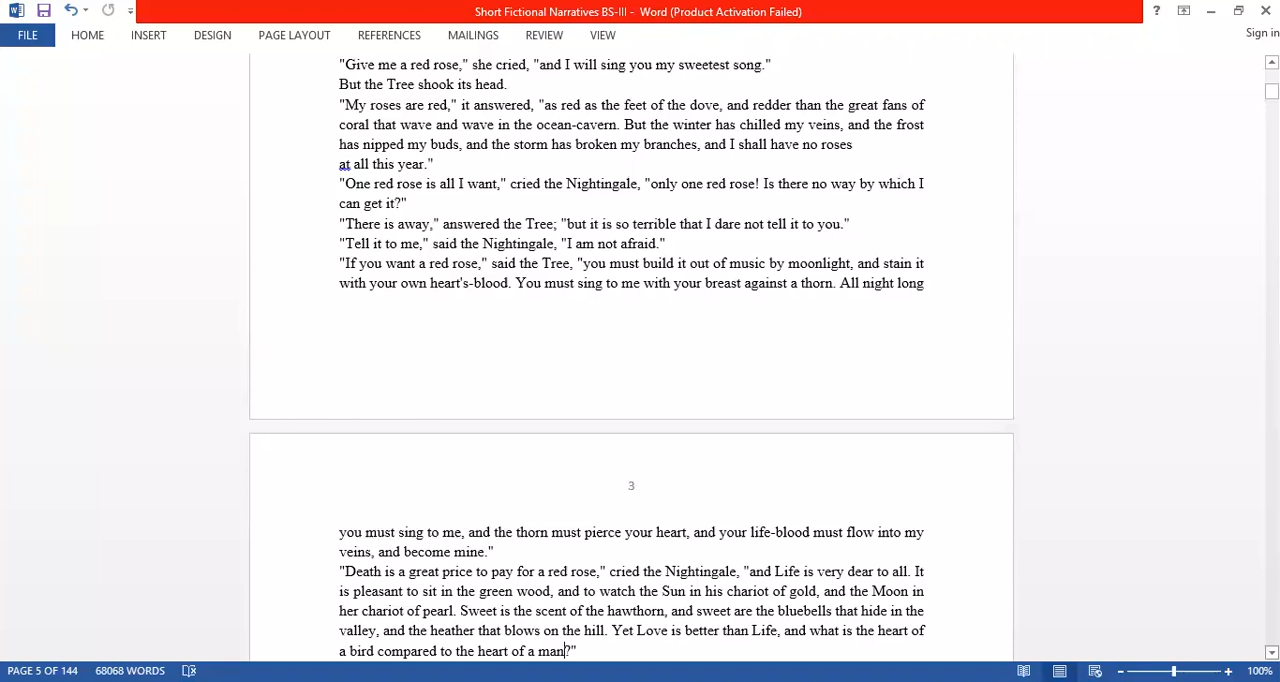 Short Fictional Narratives BS-III - Word (Product Activation Failed)
?
Sign in
FILE HOME INSERT DESIGN PAGE LAYOUT REFERENCES MAILINGS REVIEW VIEW
"Give me a red rose," she cried, "and I will sing you my sweetest song."
But the Tree shook its head.
"My roses are red," it answered, "as red as the feet of the dove, and redder than the great fans of
coral that wave and wave in the ocean-cavern. But the winter has chilled my veins, and the frost
has nipped my buds, and the storm has broken my branches, and I shall have no roses
at all this year."
"One red rose is all I want," cried the Nightingale, "only one red rose! Is there no way by which I
can get it?"
"There is away," answered the Tree; "but it is so terrible that I dare not tell it to you."
"Tell it to me," said the Nightingale, "I am not afraid."
"If you want a red rose," said the Tree, "you must build it out of music by moonlight, and stain it
with your own heart's-blood. You must sing to me with your breast against a thorn. All night long
3
you must sing to me, and the thorn must pierce your heart, and your life-blood must flow into my
veins, and become mine."
"Death is a great price to pay for a red rose," cried the Nightingale, "and Life is very dear to all. It
is pleasant to sit in the green wood, and to watch the Sun in his chariot of gold, and the Moon in
her chariot of pearl. Sweet is the scent of the hawthorn, and sweet are the bluebells that hide in the
valley, and the heather that blows on the hill. Yet Love is better than Life, and what is the heart of
a bird compared to the heart of a man?"
PAGE 5 OF 144 68068 WORDS 100%